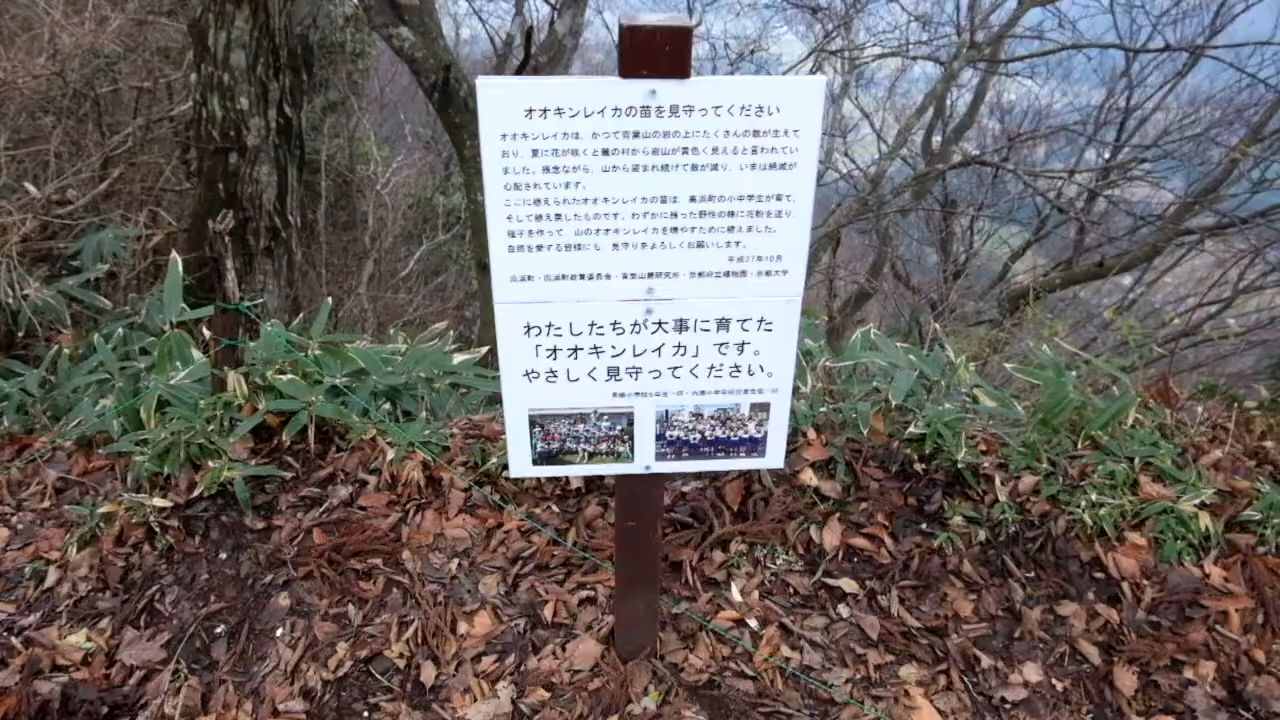 オオキンレイカの苗を見守ってください
オオキンレイカは、かつて青葉山の岩の上にたくさんの数が生えて
おり、夏に花が咲くと麓の村から岩山が黄色く見えると言われてい
ました。残念ながら、山から盗まれ続けて数が減り、いまは絶滅が
心配されています。
ここに植えられたオオキンレイカの苗は、高浜町の小中学生が育て、
そして植え戻したものです。わずかに残った野性の株に花粉を送り、
種子を作って、山のオオキンレイカを増やすために植えました。
自然を愛する皆様にも、見守りをよろしくお願いします。
平成27年10月
高浜町・高浜町教育委員会・青葉山麓研究所・京都府立植物園・京都大学
わたしたちが大事に育てた
「オオキンレイカ」です。
やさしく見守ってください。